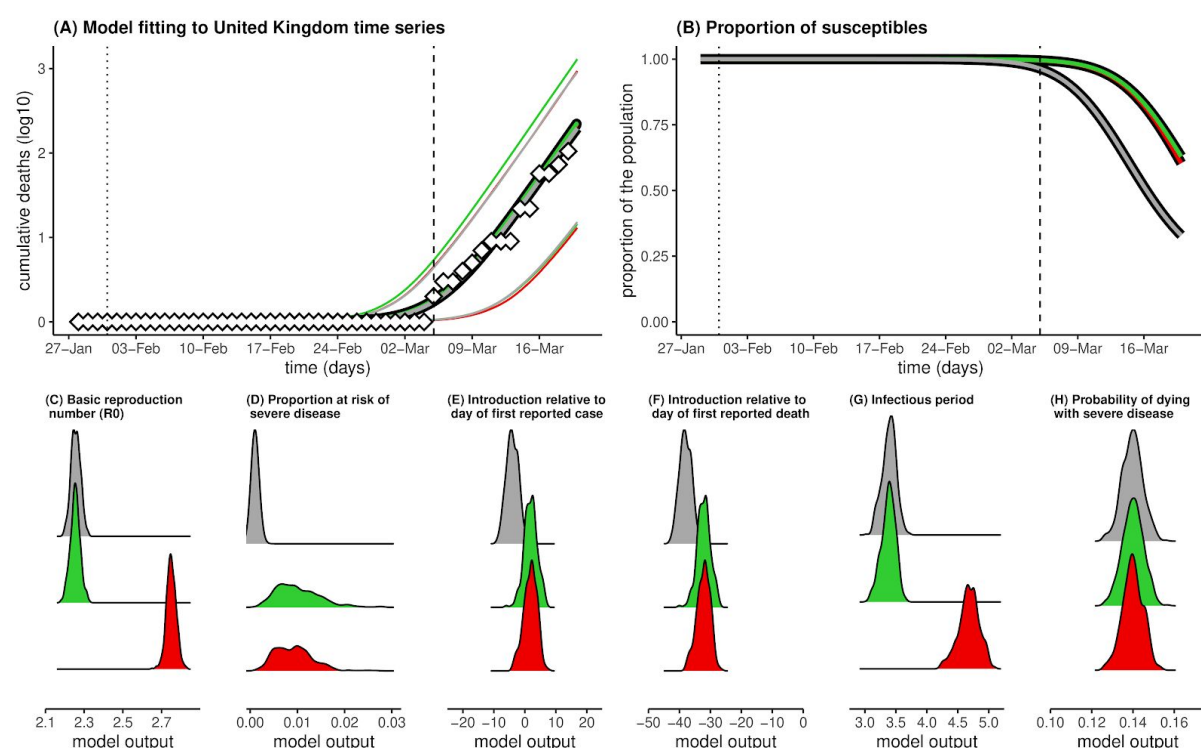 (A) Model fitting to United Kingdom time series
cumulative deaths (log10)
3
2
1
0
27−Jan 03−Feb 10−Feb 17−Feb 24−Feb 02−Mar 09−Mar 16−Mar
time (days)
(B) Proportion of susceptibles
proportion of the population
1.00
0.75
0.50
0.25
0.00
27−Jan 03−Feb 10−Feb 17−Feb 24−Feb 02−Mar 09−Mar 16−Mar
time (days)
(C) Basic reproduction
number (R0)
2.1 2.3 2.5 2.7
model output
(D) Proportion at risk of
severe disease
0.00 0.01 0.02 0.03
model output
(E) Introduction relative to
day of first reported case
−20 −10 0 10 20
model output
(F) Introduction relative to
day of first reported death
−50 −40 −30 −20 −10 0
model output
(G) Infectious period
3.0 3.5 4.0 4.5 5.0
model output
(H) Probability of dying
with severe disease
0.10 0.12 0.14 0.16
model output